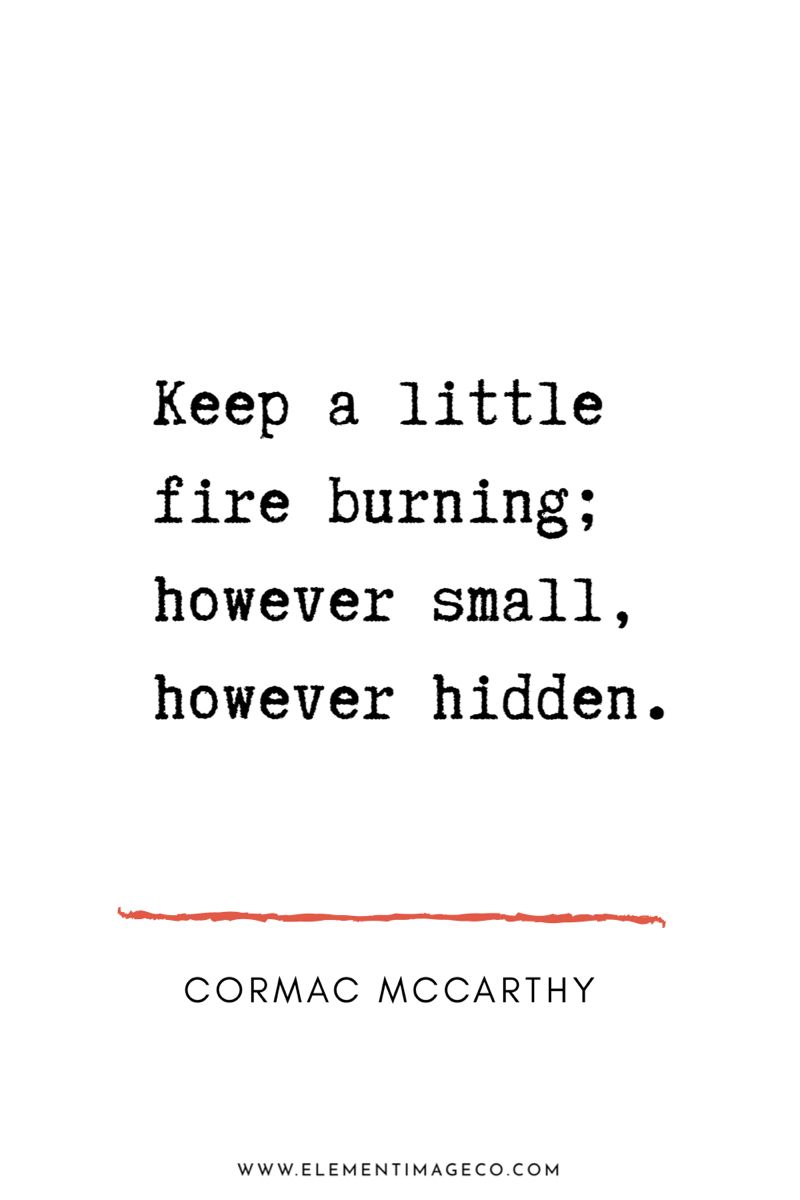 Keep a little
fire burning;
however small,
however hidden.
CORMAC MCCARTHY
WWW.ELEMENTIMAGECO.COM